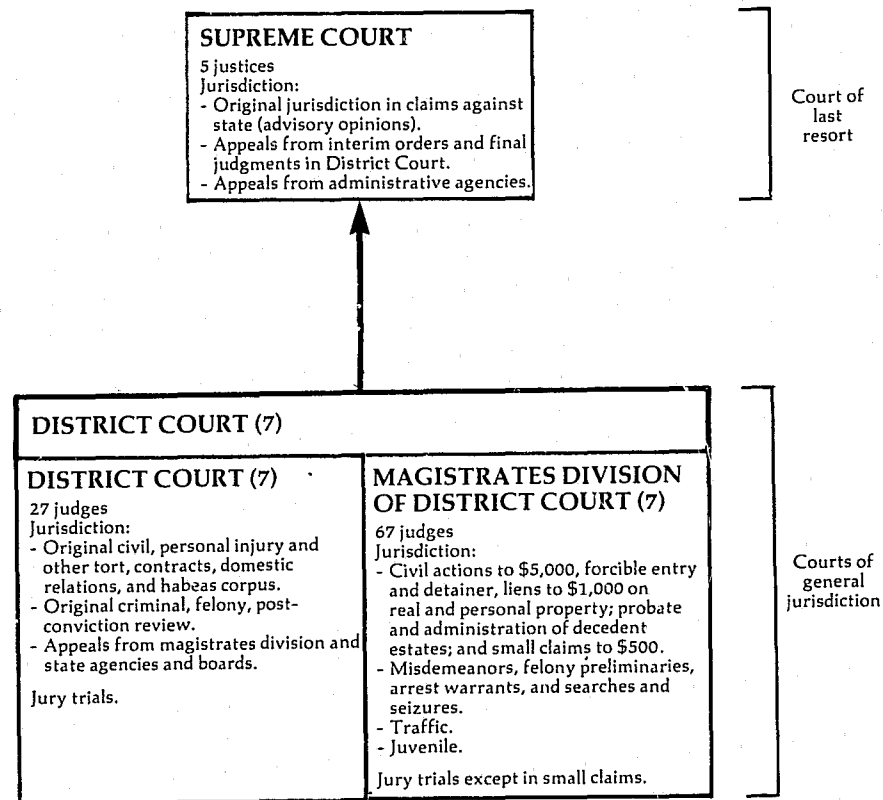 SUPREME COURT
5 justices
Jurisdiction:
- Original jurisdiction in claims against
state (advisory opinions).
- Appeals from interim orders and final
judgments in District Court.
- Appeals from administrative agencies.
Court of
last
resort
DISTRICT COURT (7)
DISTRICT COURT (7)
27 judges
Jurisdiction:
- Original civil, personal injury and
other tort, contracts, domestic
relations, and habeas corpus.
- Original criminal, felony, post-
conviction review.
- Appeals from magistrates division and
state agencies and boards.
Jury trials.
MAGISTRATES DIVISION
OF DISTRICT COURT (7)
67 judges
Jurisdiction:
- Civil actions to $5,000, forcible entry
and detainer, liens to $1,000 on
real and personal property; probate
and administration of decedent
estates; and small claims to $500.
- Misdemeanors, felony preliminaries,
arrest warrants, and searches and
seizures.
- Traffic.
- Juvenile.
Jury trials except in small claims.
Courts of
general
jurisdiction